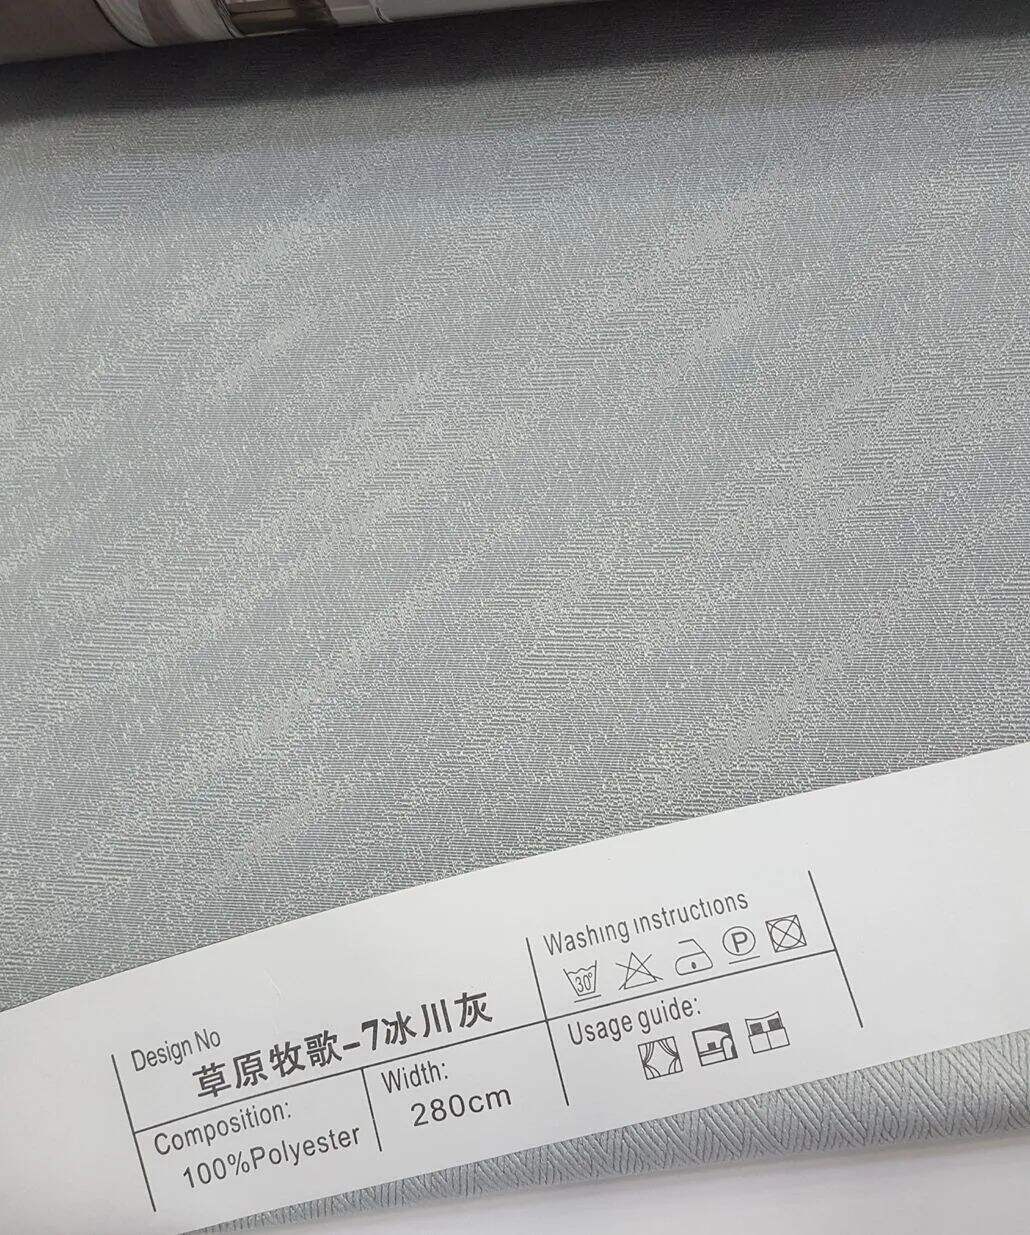 Design No
草原牧歌-7冰川灰
Composition:
100%Polyester
Width:
280cm
Washing instructions
30°
P
Usage guide: